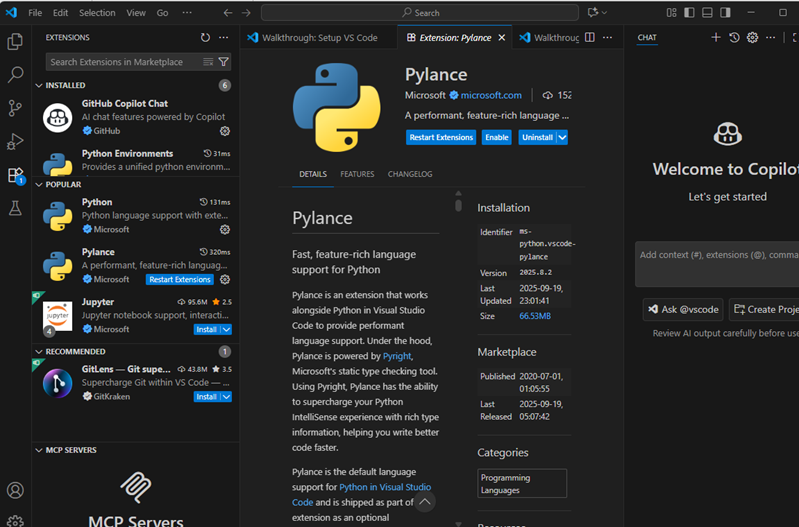 File Edit Selection View Go ··· Search
EXTENSIONS
Search Extensions in Marketplace
INSTALLED 6
GitHub Copilot Chat
AI chat features powered by Copilot
GitHub
Python Environments 31ms
Provides a unified python environm...
POPULAR
Python 131ms
Python language support with exte...
Microsoft
Pylance 320ms
A performant, feature-rich languag...
Microsoft Restart Extensions
Jupyter 95.6M 2.5
Jupyter notebook support, interacti...
Microsoft Install
jupyter
4
RECOMMENDED 1
GitLens — Git supe... 43.8M 3.5
Supercharge Git within VS Code — ...
GitKraken Install
MCP SERVERS
MCP Servers
1
Walkthrough: Setup VS Code
Extension: Pylance
Walkthroug
Pylance
Microsoft microsoft.com 152
A performant, feature-rich language ...
Restart Extensions Enable Uninstall
DETAILS FEATURES CHANGELOG
Pylance
Fast, feature-rich language
support for Python
Pylance is an extension that works
alongside Python in Visual Studio
Code to provide performant
language support. Under the hood,
Pylance is powered by Pyright,
Microsoft's static type checking tool.
Using Pyright, Pylance has the ability
to supercharge your Python
IntelliSense experience with rich type
information, helping you write better
code faster.
Pylance is the default language
support for Python in Visual Studio
Code and is shipped as part of
extension as an optional
Installation
Identifier ms-
python.vscode-
pylance
Version 2025.8.2
Last 2025-09-19,
Updated 23:01:41
Size 66.53MB
Marketplace
Published 2020-07-01,
01:05:55
Last 2025-09-19,
Released 05:07:42
Categories
Programming
Languages
CHAT
Welcome to Copilot
Let's get started
Add context (#), extensions (@), comma
Ask @vscode Create Proje
Review AI output carefully before use